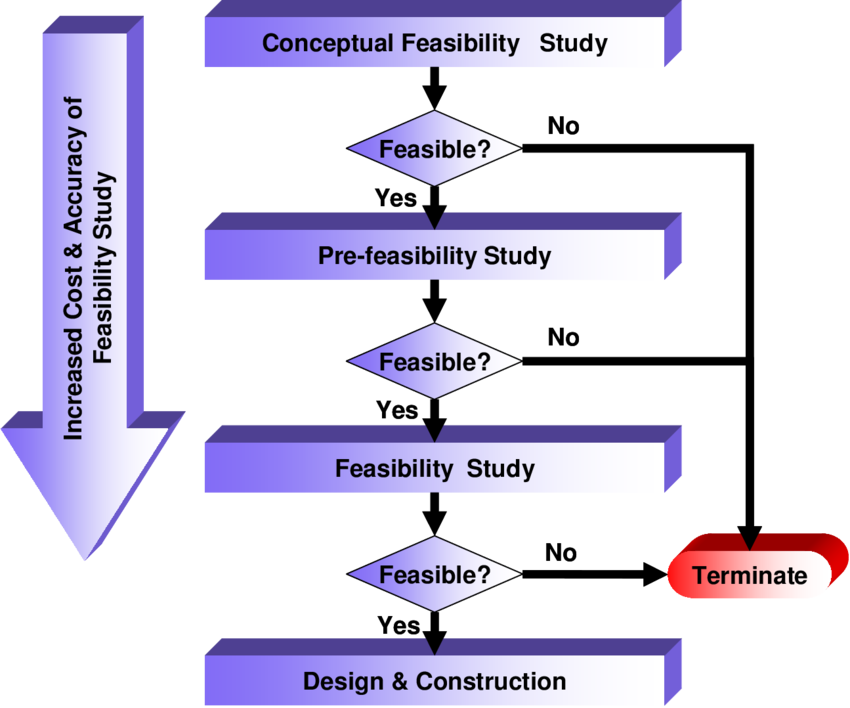 Conceptual Feasibility Study
Feasible?
No
Yes
Pre-feasibility Study
Feasible?
No
Yes
Feasibility Study
Feasible?
No
Terminate
Yes
Design & Construction
Increased Cost & Accuracy of
Feasibility Study